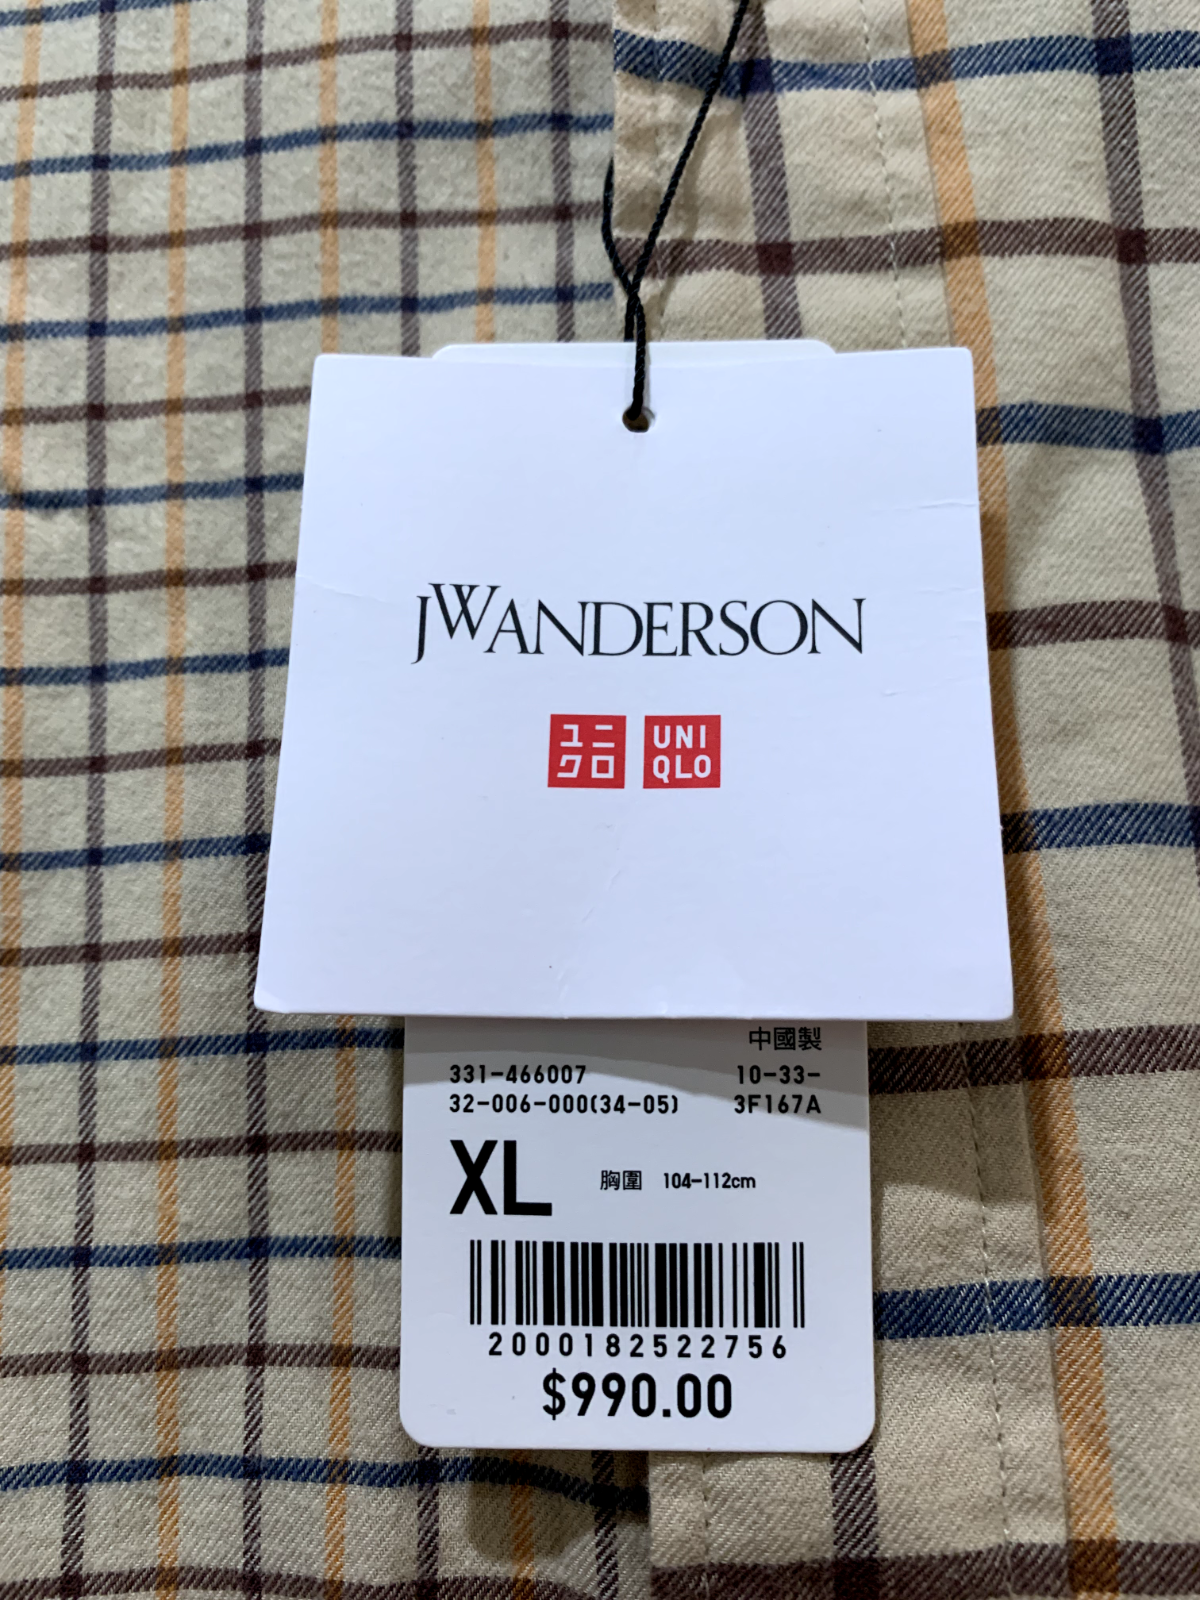 JWANDERSON
ユニ UNI
クロ QLO
中國製
331-466007 10-33-
32-006-000(34-05) 3F167A
XL 胸圍 104-112cm
2000182522756
$990.00